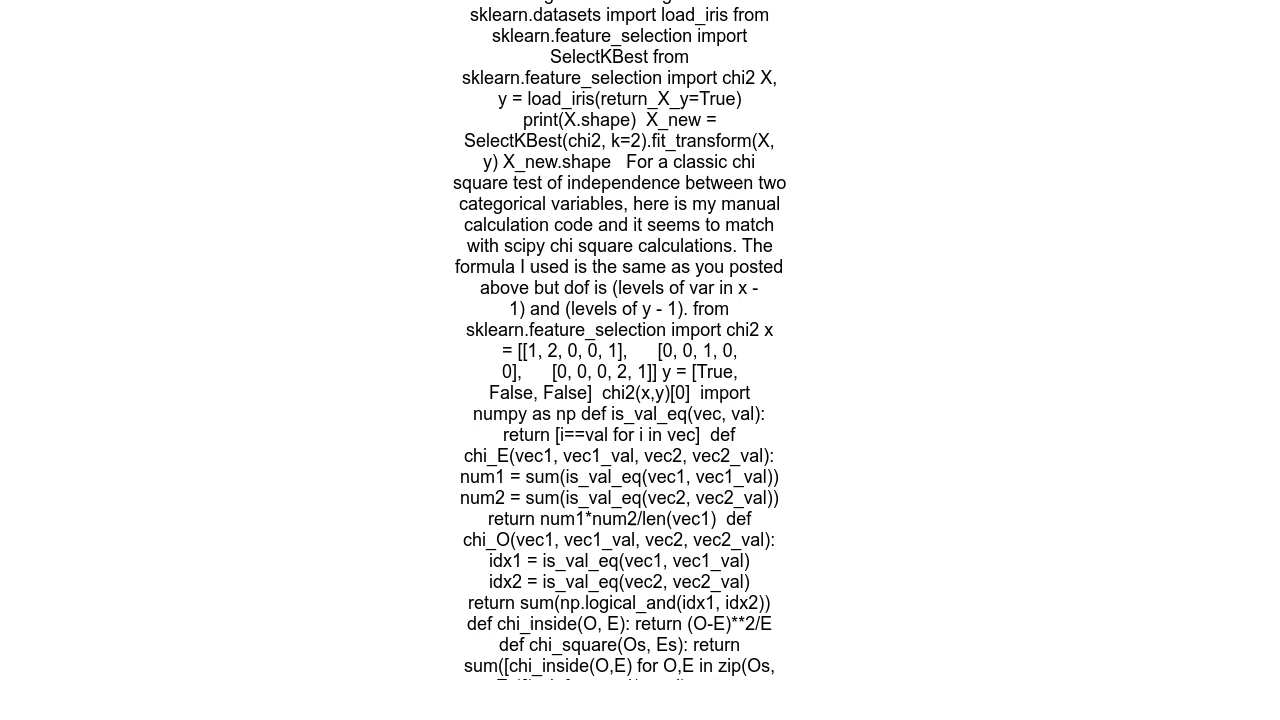 sklearn.datasets import load_iris from
sklearn.feature_selection import
SelectKBest from
sklearn.feature_selection import chi2 X,
y = load_iris(return_X_y=True)
print(X.shape)  X_new =
SelectKBest(chi2, k=2).fit_transform(X,
y) X_new.shape   For a classic chi
square test of independence between two
categorical variables, here is my manual
calculation code and it seems to match
with scipy chi square calculations. The
formula I used is the same as you posted
above but dof is (levels of var in x -
1) and (levels of y - 1). from
sklearn.feature_selection import chi2 x
= [[1, 2, 0, 0, 1],      [0, 0, 1, 0,
0],      [0, 0, 0, 2, 1]] y = [True,
False, False]  chi2(x,y)[0]  import
numpy as np def is_val_eq(vec, val):
return [i==val for i in vec]  def
chi_E(vec1, vec1_val, vec2, vec2_val):
num1 = sum(is_val_eq(vec1, vec1_val))
num2 = sum(is_val_eq(vec2, vec2_val))
return num1*num2/len(vec1)  def
chi_O(vec1, vec1_val, vec2, vec2_val):
idx1 = is_val_eq(vec1, vec1_val)
idx2 = is_val_eq(vec2, vec2_val)
return sum(np.logical_and(idx1, idx2))
def chi_inside(O, E): return (O-E)**2/E
def chi_square(Os, Es): return
sum([chi_inside(O,E) for O,E in zip(Os,